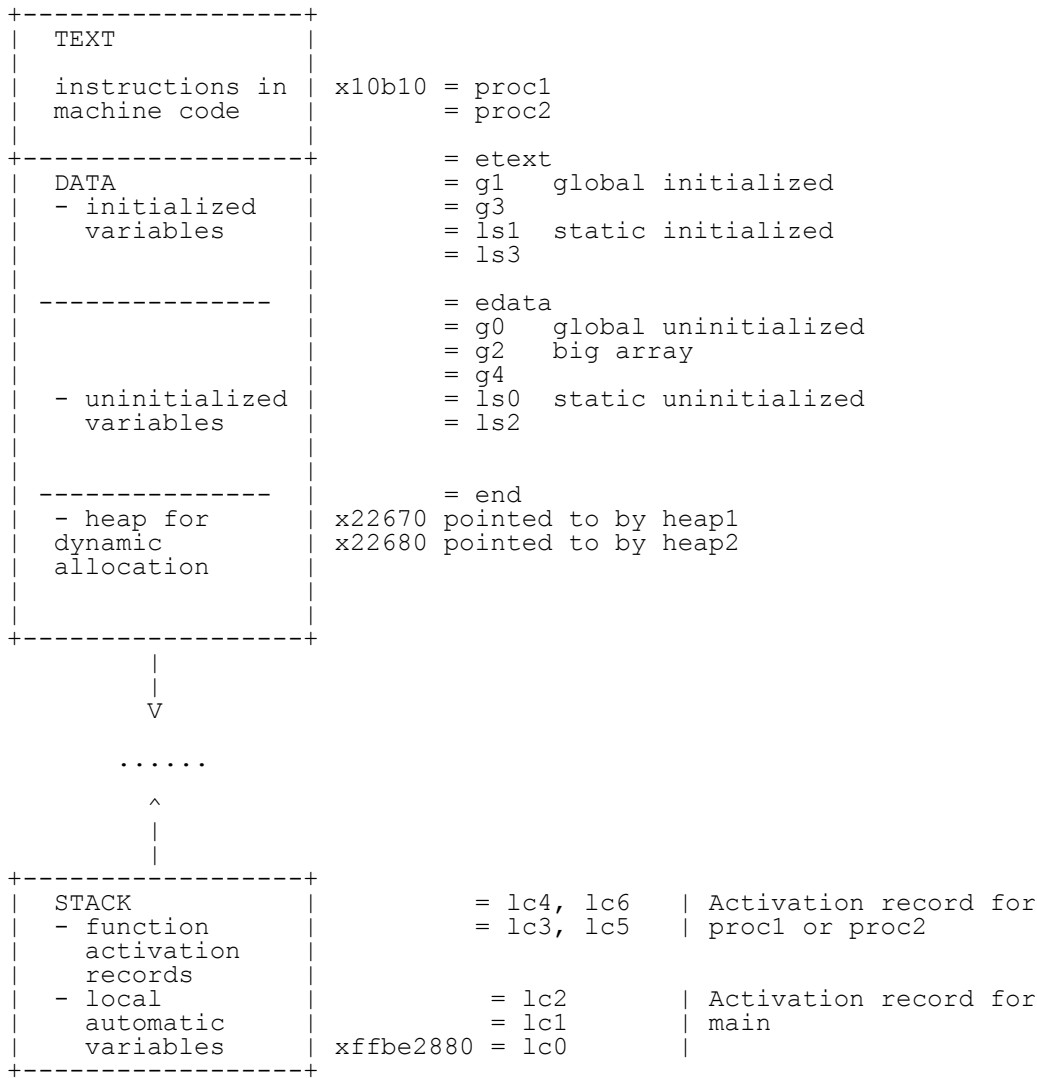 +------------------+
|  TEXT            |
|                  |
|  instructions in | x10b10 = proc1
|  machine code    |        = proc2
|                  |
+------------------+        = etext
|  DATA            |        = g1   global initialized
|  - initialized   |        = g3
|    variables     |        = ls1  static initialized
|                  |        = ls3
|                  |
| ---------------  |        = edata
|                  |        = g0   global uninitialized
|                  |        = g2   big array
|                  |        = g4
|  - uninitialized |        = ls0  static uninitialized
|    variables     |        = ls2
|                  |
|                  |
| ---------------  |        = end
|  - heap for      | x22670 pointed to by heap1
|  dynamic         | x22680 pointed to by heap2
|  allocation      |
|                  |
|                  |
+------------------+
         |
         |
         V

       ......

         ^
         |
         |
+------------------+
|  STACK           |          = lc4, lc6   | Activation record for
|  - function      |          = lc3, lc5   | proc1 or proc2
|    activation    |
|    records       |
|  - local         |           = lc2       | Activation record for
|    automatic     |           = lc1       | main
|    variables     | xffbe2880 = lc0       |
+------------------+